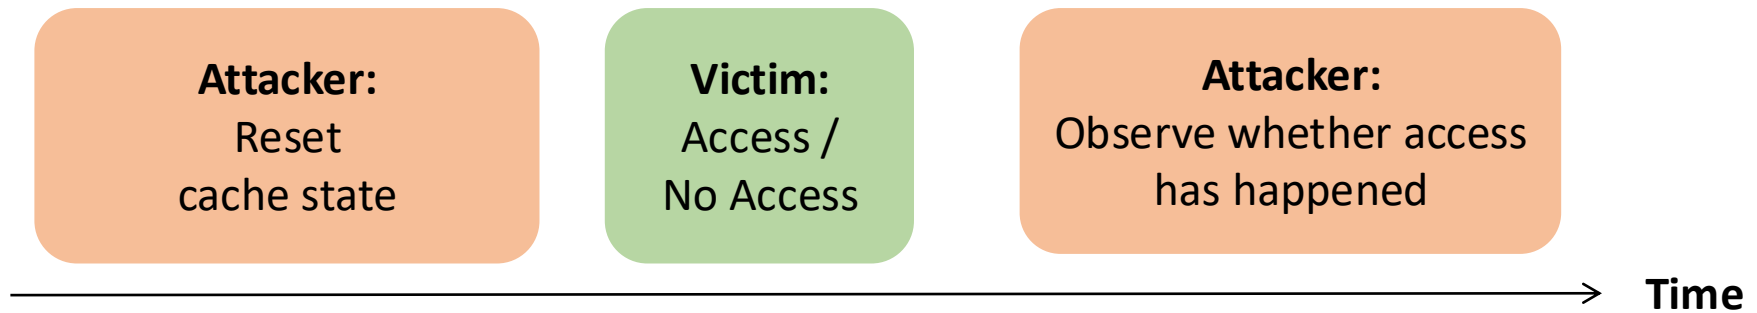 Attacker:
Reset
cache state
Victim:
Access /
No Access
Attacker:
Observe whether access
has happened
Time